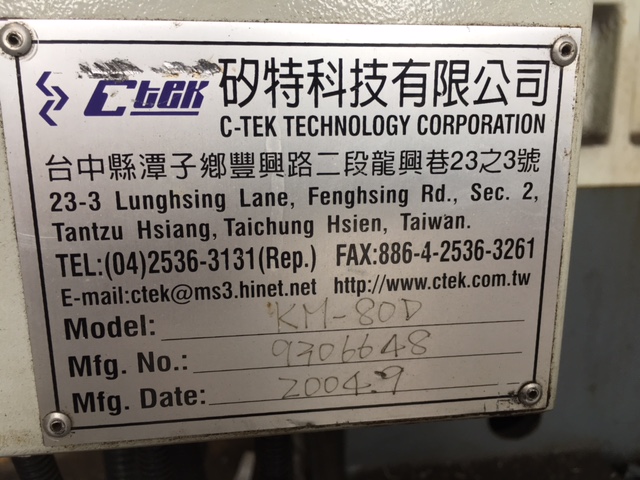 Ctek 矽特科技有限公司
C-TEK TECHNOLOGY CORPORATION
台中縣潭子鄉豐興路二段龍興巷23之3號
23-3 Lunghsing Lane, Fenghsing Rd., Sec. 2,
Tantzu Hsiang, Taichung Hsien, Taiwan.
TEL:(04)2536-3131(Rep.) FAX:886-4-2536-3261
E-mail:ctek@ms3.hinet.net http://www.ctek.com.tw
Model: KM-80D
Mfg. No.: 9306648
Mfg. Date: 2004.9